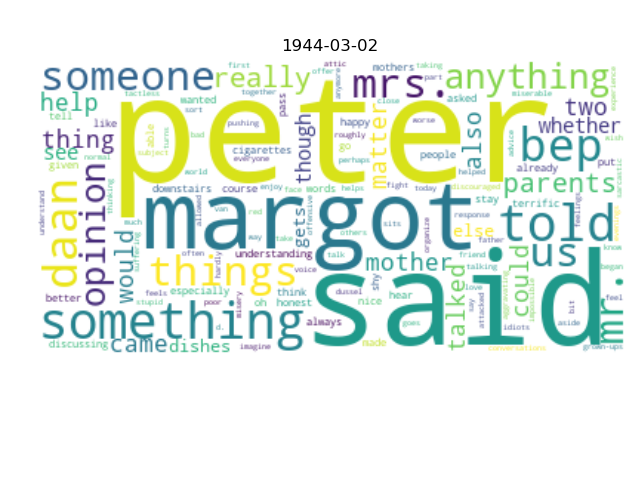 1944-03-02
someone
really
mrs.
anything
help
thing
see
peter
two
whether
bep
also
matter
though
parents
daan
opinion
would
margot
told
us
mr.
things
mother
else
talked
could
something
said
came
dishes
first
together
offer
attic
anymore
mothers
taking
part
close
asked
miserable
experience
tactless
wanted
sort
pass
tell
like
able
turns
bad
pushing
subject
everyone
happy
roughly
go
perhaps
worse
people
helped
advice
already
put
wish
sarcastic
given
normal
thinking
world
cigarettes
downstairs
course
enjoy
face
words
helps
fight
today
discouraged
stay
terrific
feelings
understand
much
suffering
allowed
van
red
may
take
gets
offensive
others
sits
organize
response
father
friend
know
better
feels
often
hardly
understanding
voice
talk
shy
talking
love
say
attacked
aggravating
impossible
began
feel
stupid
especially
poor
d.
misery
oh
think
honest
dussel
nice
hear
goes
always
idiots
bit
aside
discussing
imagine
made
conversations
grown-ups